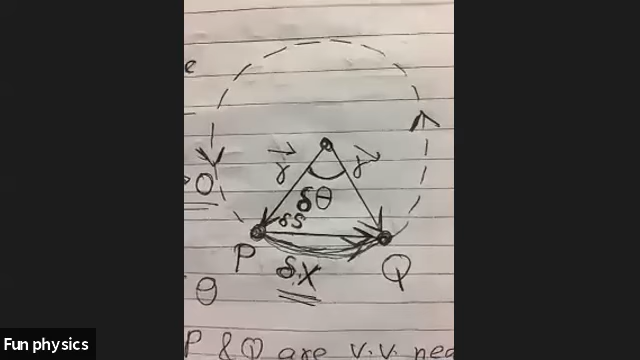 e
r r
δθ
O
δs
P Q
δx
θ
P & Q are v.v. nea
Fun physics